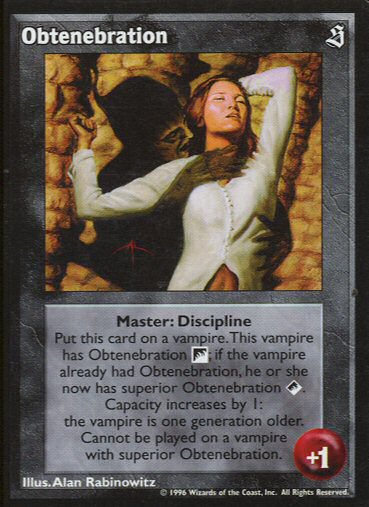 Obtenebration
Master: Discipline
Put this card on a vampire. This vampire
has Obtenebration ; if the vampire
already had Obtenebration, he or she
now has superior Obtenebration .
Capacity increases by 1:
the vampire is one generation older.
Cannot be played on a vampire
with superior Obtenebration.
+1
Illus. Alan Rabinowitz
© 1996 Wizards of the Coast, Inc. All Rights Reserved.